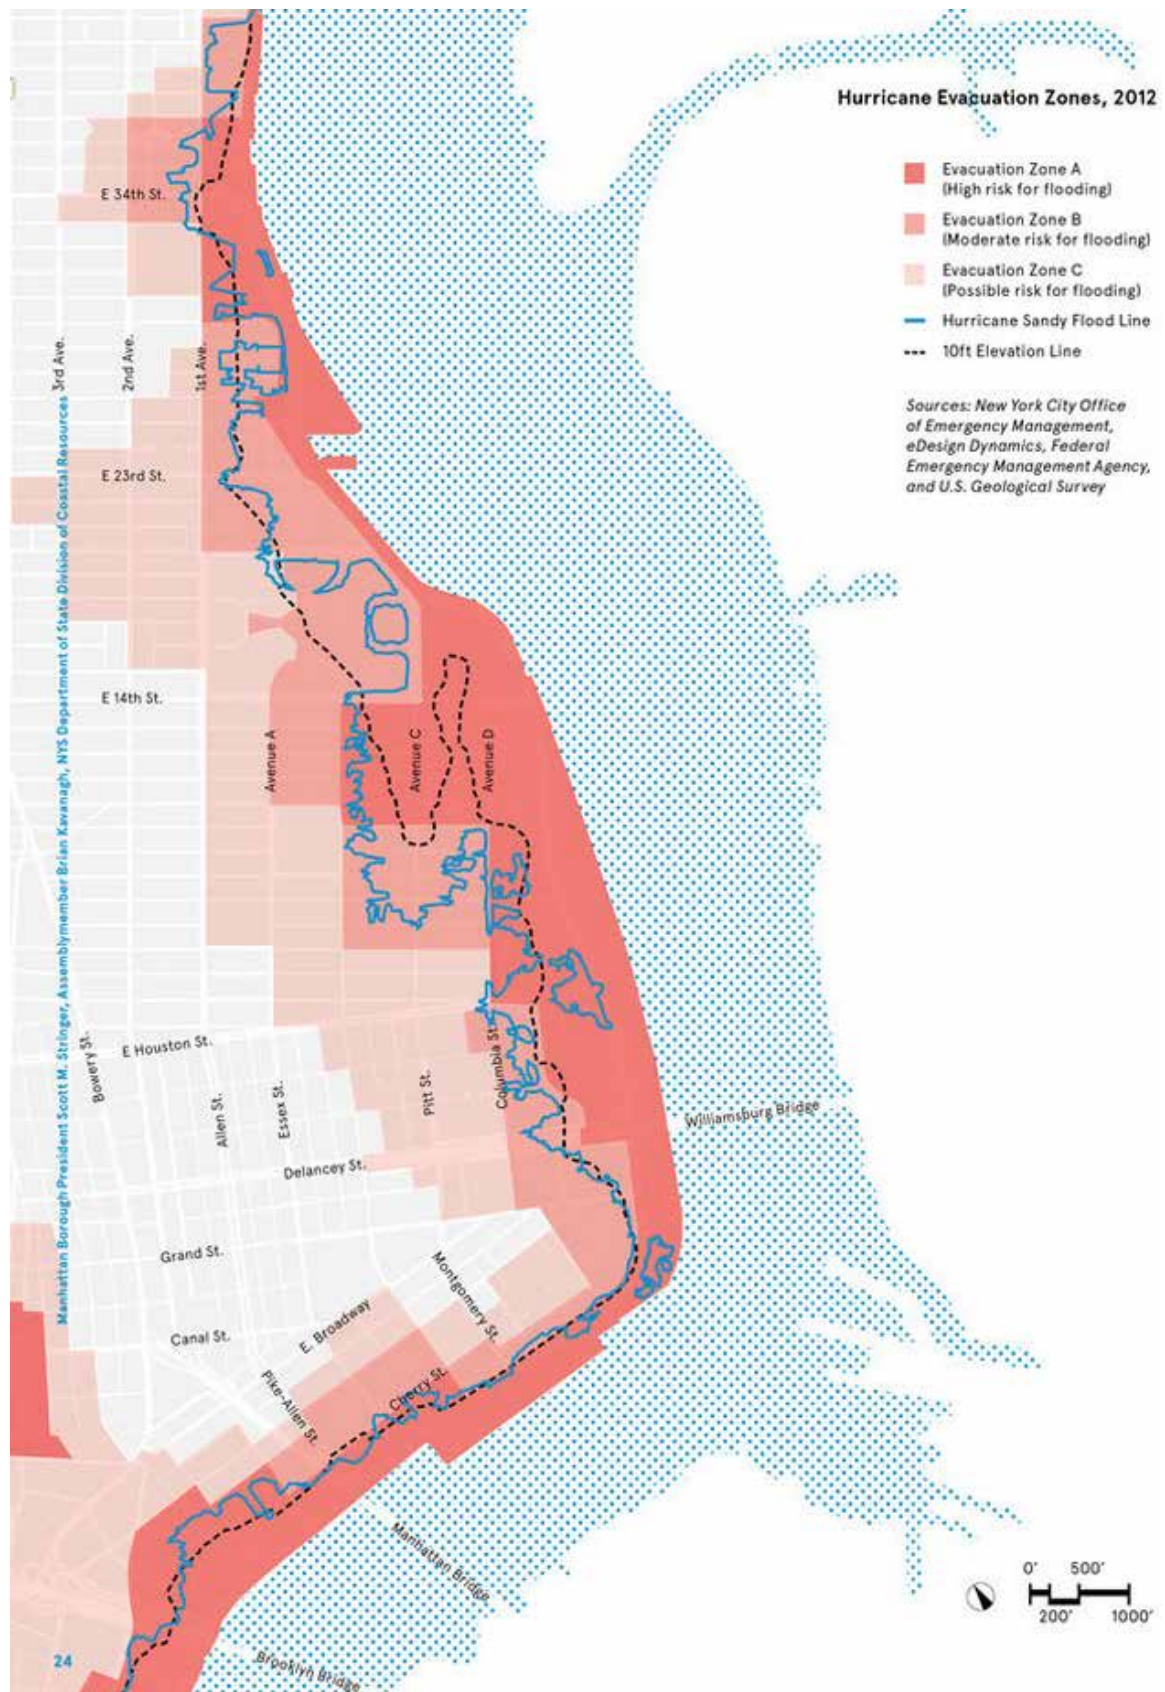 Hurricane Evacuation Zones, 2012
Evacuation Zone A
(High risk for flooding)
Evacuation Zone B
(Moderate risk for flooding)
Evacuation Zone C
(Possible risk for flooding)
Hurricane Sandy Flood Line
10ft Elevation Line
Sources: New York City Office
of Emergency Management,
eDesign Dynamics, Federal
Emergency Management Agency,
and U.S. Geological Survey
E 34th St.
3rd Ave.
2nd Ave.
1st Ave.
E 23rd St.
E 14th St.
Avenue A
Avenue C
Avenue D
Manhattan Borough President Scott M. Stringer, Assemblymember Brian Kavanagh, NYS Department of State Division of Coastal Resources
Bowery St.
E Houston St.
Allen St.
Essex St.
Pitt St.
Columbia St.
Williamsburg Bridge
Delancey St.
Grand St.
Montgomery St.
Canal St.
E. Broadway
Pike-Allen St.
Cherry St.
Manhattan Bridge
Brooklyn Bridge
0' 500'
200' 1000'
24